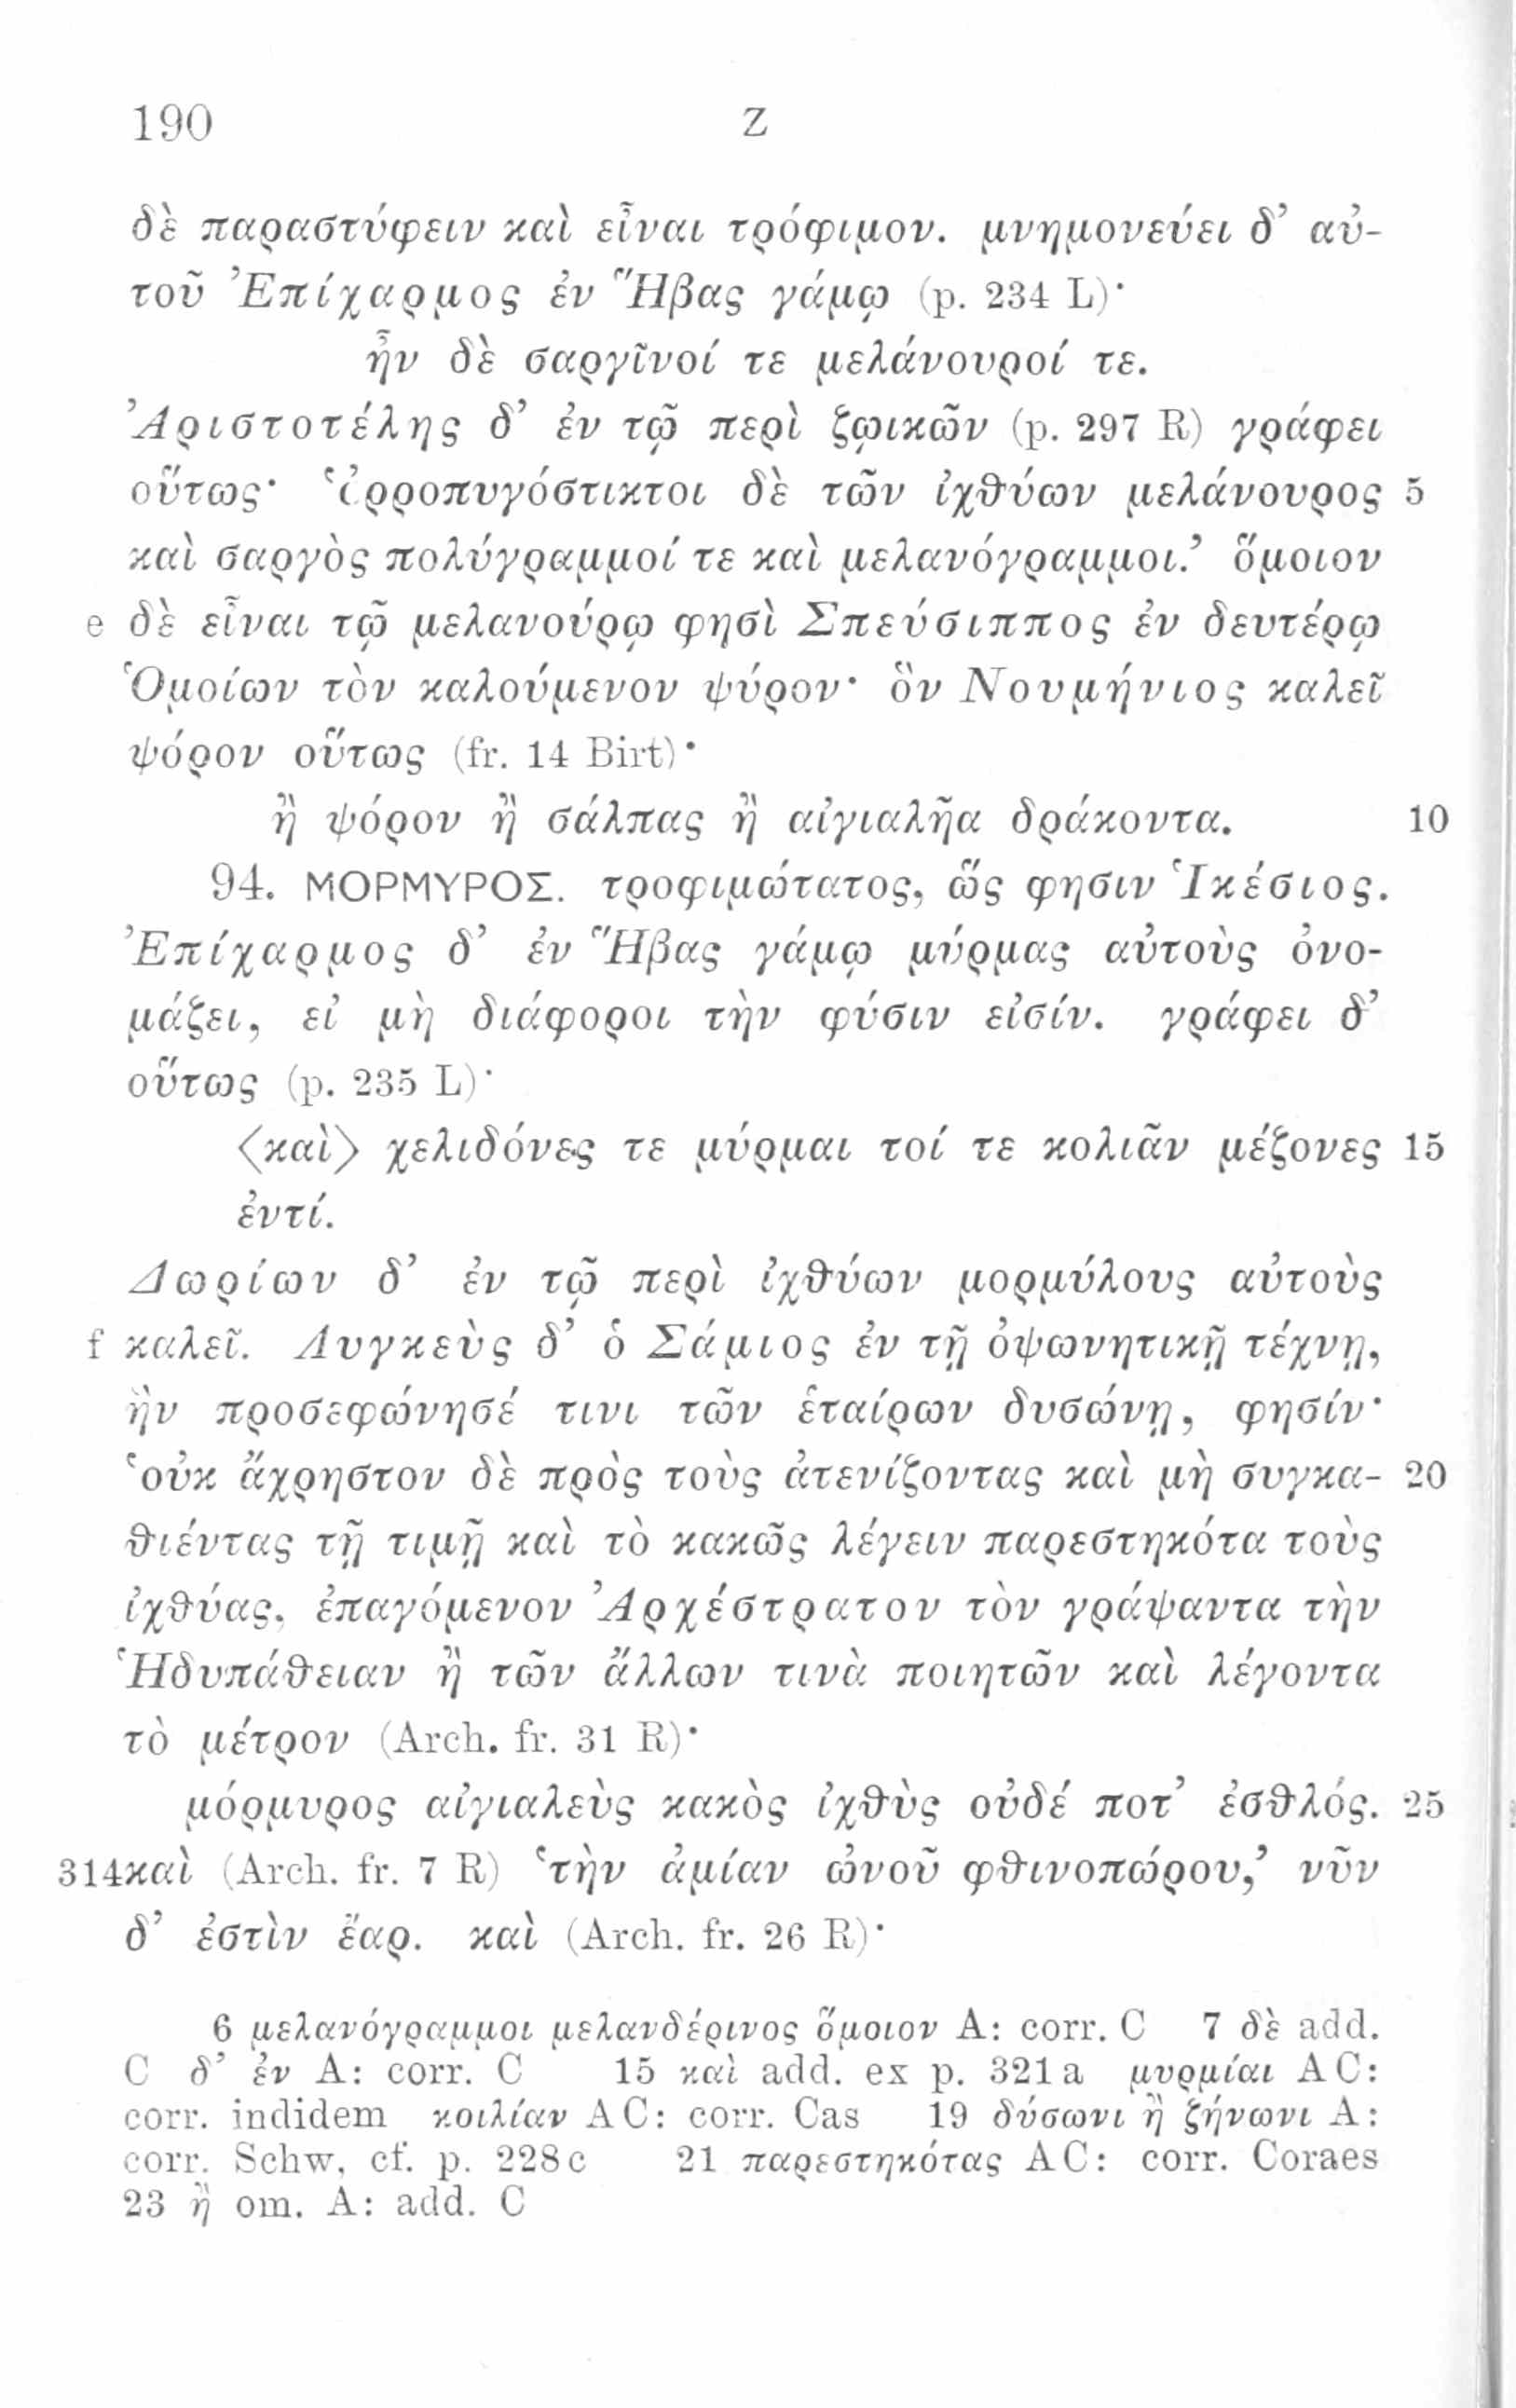 190 Z
δὲ παραστύφειν καὶ εἶναι τρόφιμον. μνημονεύει δ’ αὐ-
τοῦ Ἐπίχαρμος ἐν Ἥβας γάμῳ (p. 234 L)·
ἦν δὲ σαργῖνοί τε μελάνουροί τε.
Ἀριστοτέλης δ’ ἐν τῷ περὶ ζῳικῶν (p. 297 R) γράφει
οὕτως· ‘ὀρροπυγόστικτοι δὲ τῶν ἰχθύων μελάνουρος 5
καὶ σαργὸς πολύγραμμοί τε καὶ μελανόγραμμοι.’ ὅμοιον
e δὲ εἶναι τῷ μελανούρῳ φησὶ Σπεύσιππος ἐν δευτέρῳ
Ὁμοίων τὸν καλούμενον ψύρον· ὃν Νουμήνιος καλεῖ
ψόρον οὕτως (fr. 14 Birt)·
ἢ ψόρον ἢ σάλπας ἢ αἰγιαλῆα δράκοντα. 10
94. ΜΟΡΜΥΡΟΣ. τροφιμώτατος, ὥς φησιν Ἱκέσιος.
Ἐπίχαρμος δ’ ἐν Ἥβας γάμῳ μύρμας αὐτοὺς ὀνο-
μάζει, εἰ μὴ διάφοροι τὴν φύσιν εἰσίν. γράφει δ’
οὕτως (p. 235 L)·
⟨καὶ⟩ χελιδόνες τε μύρμαι τοί τε κολιᾶν μέζονες 15
ἐντί.
Δωρίων δ’ ἐν τῷ περὶ ἰχθύων μορμύλους αὐτοὺς
f καλεῖ. Λυγκεὺς δ’ ὁ Σάμιος ἐν τῇ ὀψωνητικῇ τέχνῃ,
ἣν προσεφώνησέ τινι τῶν ἑταίρων δυσώνῃ, φησίν·
‘οὐκ ἄχρηστον δὲ πρὸς τοὺς ἀτενίζοντας καὶ μὴ συγκα- 20
θιέντας τῇ τιμῇ καὶ τὸ κακῶς λέγειν παρεστηκότα τοὺς
ἰχθύας, ἐπαγόμενον Ἀρχέστρατον τὸν γράψαντα τὴν
Ἡδυπάθειαν ἢ τῶν ἄλλων τινὰ ποιητῶν καὶ λέγοντα
τὸ μέτρον (Arch. fr. 31 R)·
μόρμυρος αἰγιαλεὺς κακὸς ἰχθὺς οὐδέ ποτ’ ἐσθλός. 25
314 καὶ (Arch. fr. 7 R) ‘τὴν ἀμίαν ὠνοῦ φθινοπώρου,’ νῦν
δ’ ἐστὶν ἔαρ. καὶ (Arch. fr. 26 R)·
6 μελανόγραμμοι μελανδέρινος ὅμοιον A: corr. C 7 δὲ add.
C δ’ ἐν A: corr. C 15 καὶ add. ex p. 321a μυρμίαι AC:
corr. indidem κοιλίαν AC: corr. Cas 19 δύσωνι ἢ ζήνωνι A:
corr. Schw, cf. p. 228c 21 παρεστηκότας AC: corr. Coraes
23 ἢ om. A: add. C